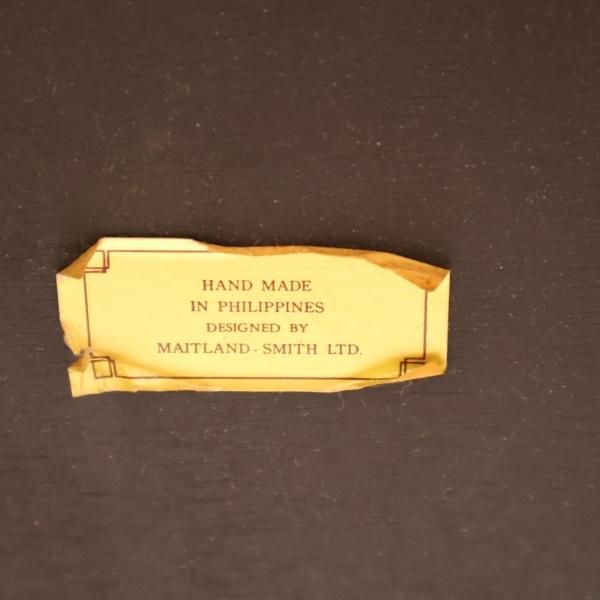 HAND MADE
IN PHILIPPINES
DESIGNED BY
MAITLAND - SMITH LTD.